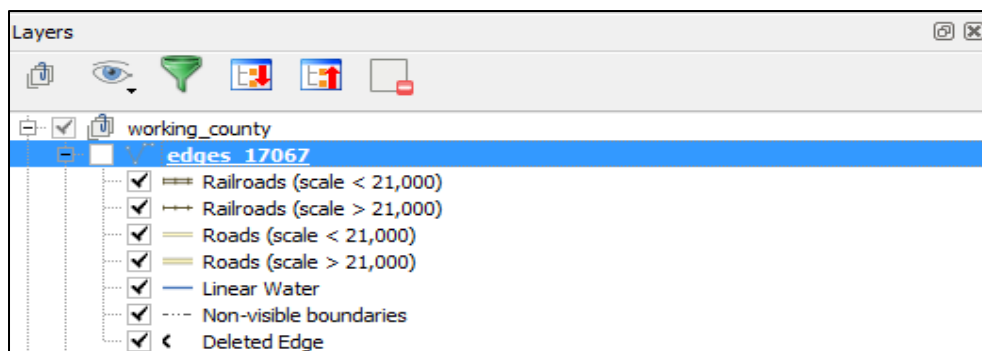 Layers
working_county
edges_17067
Railroads (scale < 21,000)
Railroads (scale > 21,000)
Roads (scale < 21,000)
Roads (scale > 21,000)
Linear Water
Non-visible boundaries
Deleted Edge